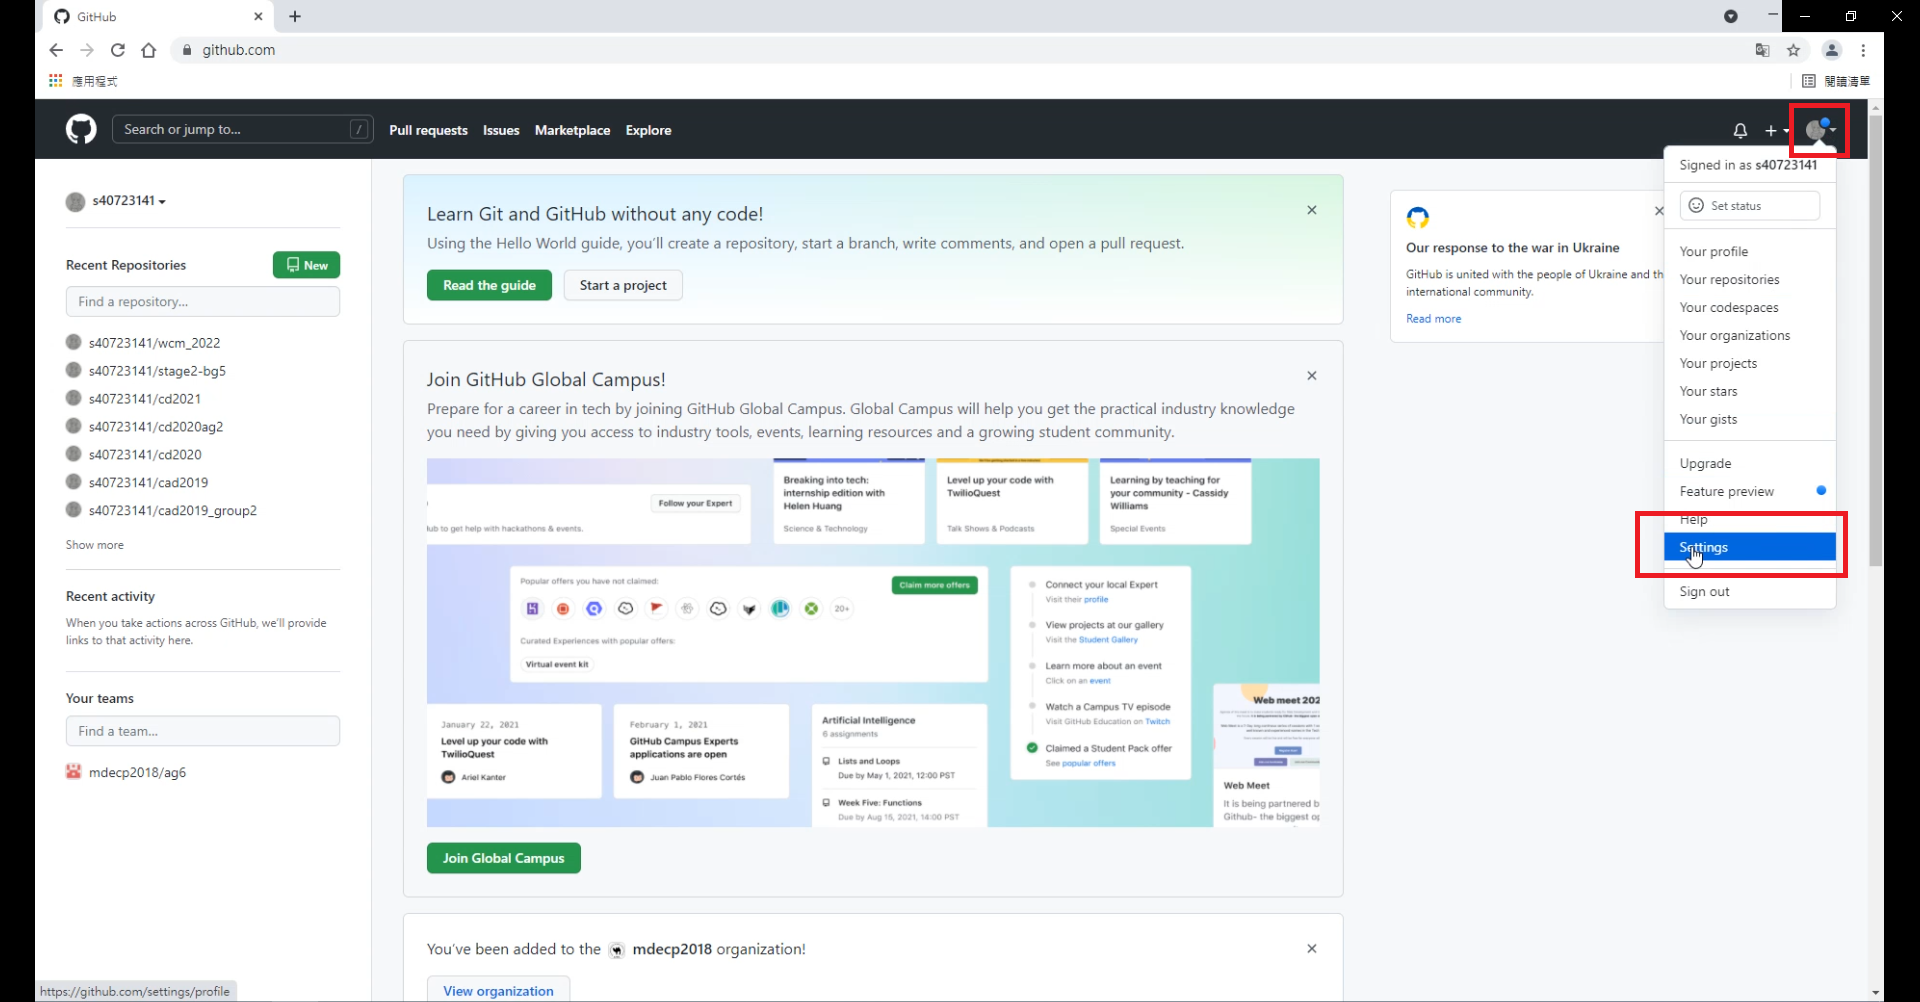 GitHub
github.com
應用程式
閱讀清單
Search or jump to...
/
Pull requests
Issues
Marketplace
Explore
Signed in as s40723141
Set status
Your profile
Your repositories
Your codespaces
Your organizations
Your projects
Your stars
Your gists
Upgrade
Feature preview
Help
Settings
Sign out
s40723141
Recent Repositories
New
Find a repository...
s40723141/wcm_2022
s40723141/stage2-bg5
s40723141/cd2021
s40723141/cd2020ag2
s40723141/cd2020
s40723141/cad2019
s40723141/cad2019_group2
Show more
Recent activity
When you take actions across GitHub, we'll provide
links to that activity here.
Your teams
Find a team...
mdecp2018/ag6
Learn Git and GitHub without any code!
Using the Hello World guide, you'll create a repository, start a branch, write comments, and open a pull request.
Read the guide
Start a project
Join GitHub Global Campus!
Prepare for a career in tech by joining GitHub Global Campus. Global Campus will help you get the practical industry knowledge
you need by giving you access to industry tools, events, learning resources and a growing student community.
Follow your Expert
to get help with hackathons & events.
Breaking into tech:
internship edition with
Helen Huang
Science & Technology
Level up your code with
TwilioQuest
Talk Shows & Podcasts
Learning by teaching for
your community - Cassidy
Williams
Special Events
Popular offers you have not claimed:
Claim more offers
20+
Curated Experiences with popular offers:
Virtual event kit
Connect your local Expert
Visit their profile
View projects at our gallery
Visit the Student Gallery
Learn more about an event
Click on an event
Watch a Campus TV episode
Visit GitHub Education on Twitch
Claimed a Student Pack offer
See popular offers
January 22, 2021
Level up your code with
TwilioQuest
Ariel Kanter
February 1, 2021
GitHub Campus Experts
applications are open
Juan Pablo Flores Cortés
Artificial Intelligence
6 assignments
Lists and Loops
Due by May 1, 2021, 12:00 PST
Week Five: Functions
Due by Aug 15, 2021, 14:00 PST
Web meet 202
Web Meet
It is being partnered b
Github- the biggest op
Join Global Campus
You've been added to the mdecp2018 organization!
View organization
Our response to the war in Ukraine
GitHub is united with the people of Ukraine and th
international community.
Read more
https://github.com/settings/profile